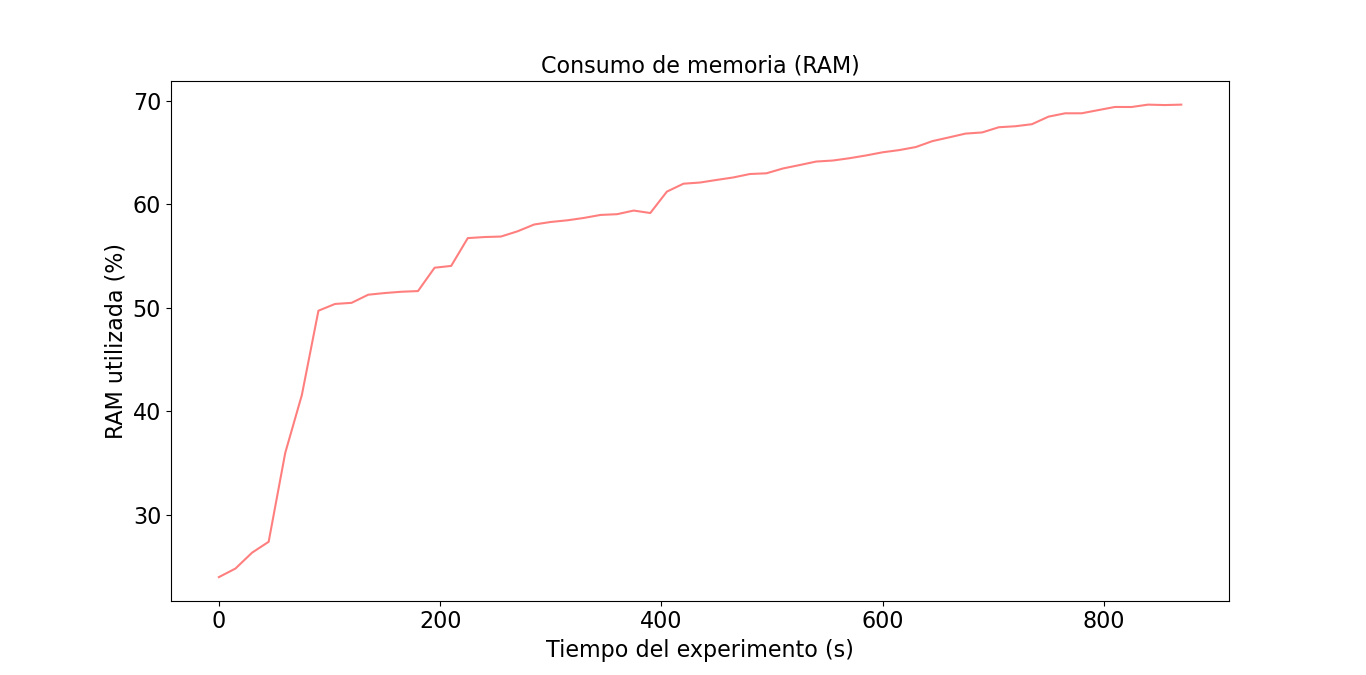 Consumo de memoria (RAM)
RAM utilizada (%)
70
60
50
40
30
0 200 400 600 800
Tiempo del experimento (s)